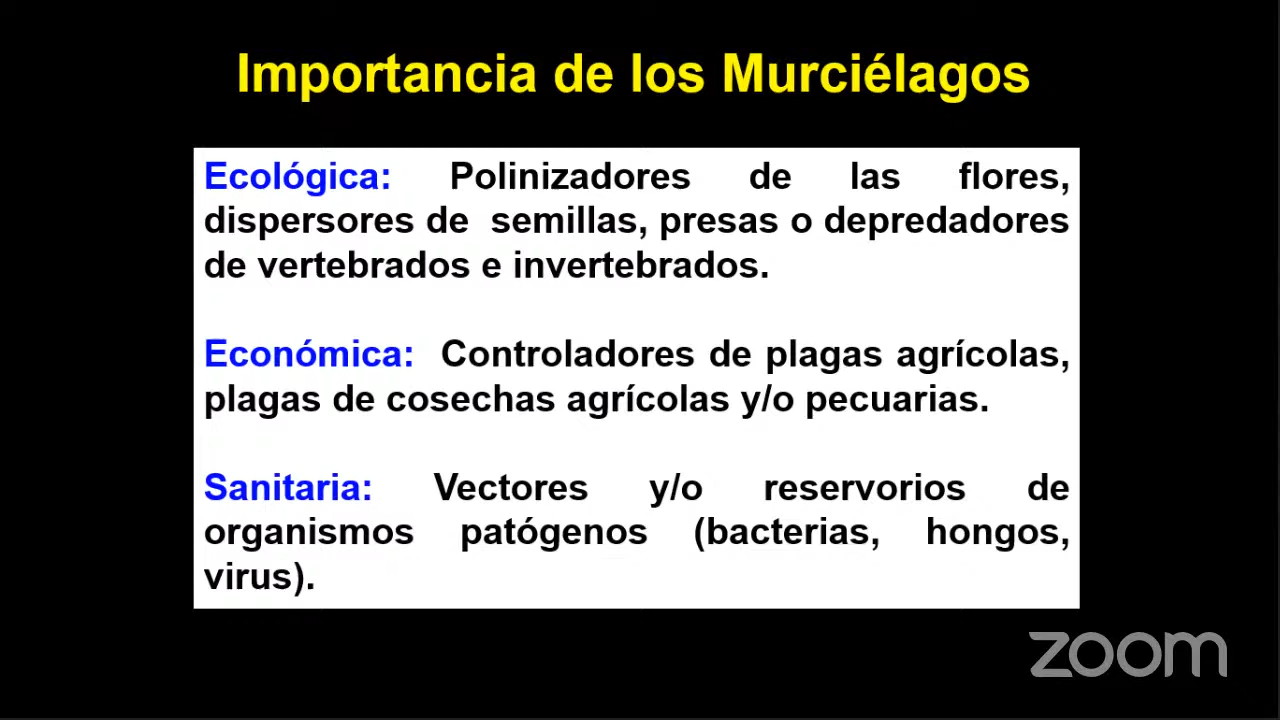 Importancia de los Murciélagos
Ecológica: Polinizadores de las flores,
dispersores de semillas, presas o depredadores
de vertebrados e invertebrados.
Económica: Controladores de plagas agrícolas,
plagas de cosechas agrícolas y/o pecuarias.
Sanitaria: Vectores y/o reservorios de
organismos patógenos (bacterias, hongos,
virus).
zoom